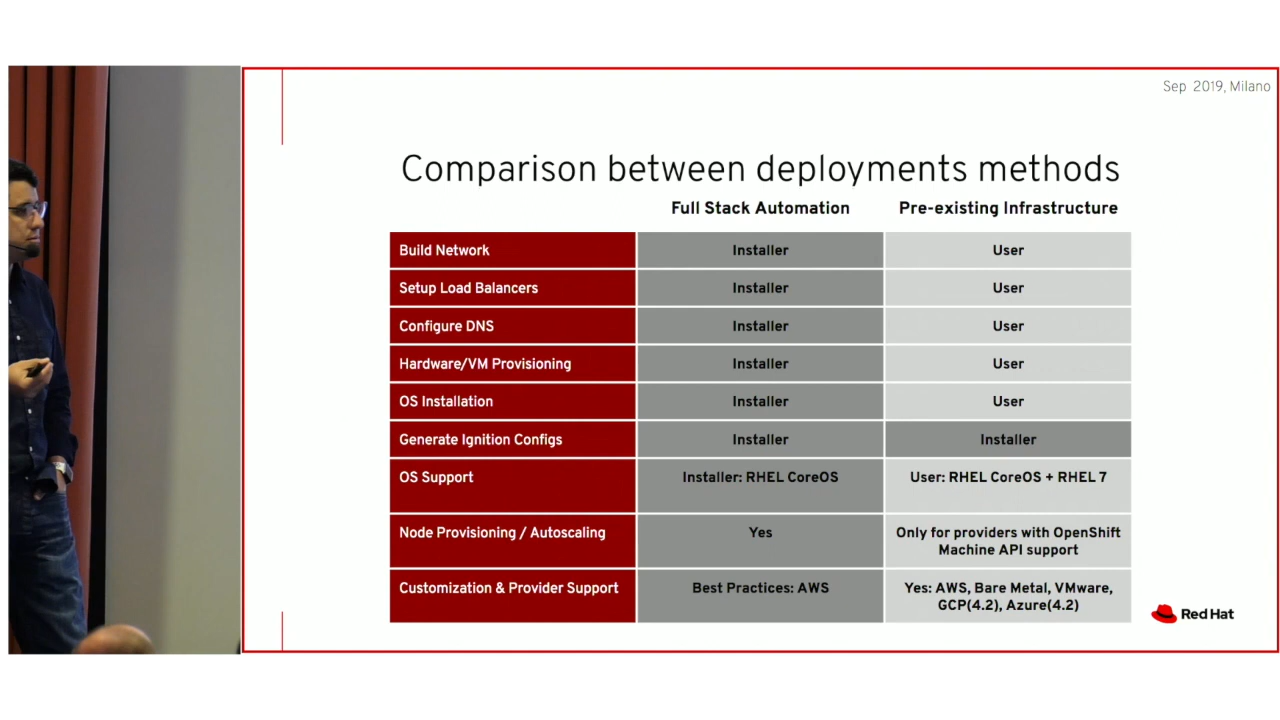 Sep 2019, Milano
Comparison between deployments methods
Full Stack Automation Pre-existing Infrastructure
Build Network Installer User
Setup Load Balancers Installer User
Configure DNS Installer User
Hardware/VM Provisioning Installer User
OS Installation Installer User
Generate Ignition Configs Installer Installer
OS Support Installer: RHEL CoreOS User: RHEL CoreOS + RHEL 7
Node Provisioning / Autoscaling Yes Only for providers with OpenShift
Machine API support
Customization & Provider Support Best Practices: AWS Yes: AWS, Bare Metal, VMware,
GCP(4.2), Azure(4.2)
Red Hat